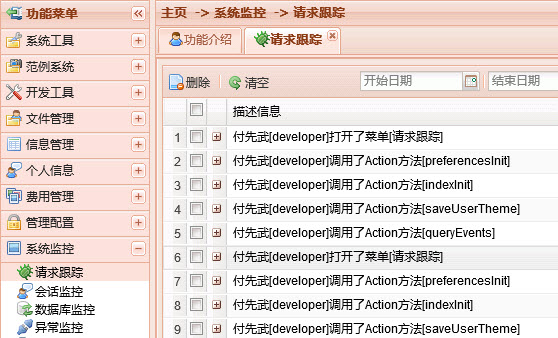 功能菜单
系统工具
范例系统
开发工具
文件管理
信息管理
个人信息
费用管理
管理配置
系统监控
请求跟踪
会话监控
数据库监控
异常监控
主页 -> 系统监控 -> 请求跟踪
功能介绍 请求跟踪
删除 清空 开始日期 结束日期
描述信息
1 付先武[developer]打开了菜单[请求跟踪]
2 付先武[developer]调用了Action方法[preferencesInit]
3 付先武[developer]调用了Action方法[indexInit]
4 付先武[developer]调用了Action方法[saveUserTheme]
5 付先武[developer]调用了Action方法[queryEvents]
6 付先武[developer]打开了菜单[请求跟踪]
7 付先武[developer]调用了Action方法[preferencesInit]
8 付先武[developer]调用了Action方法[indexInit]
9 付先武[developer]调用了Action方法[saveUserTheme]